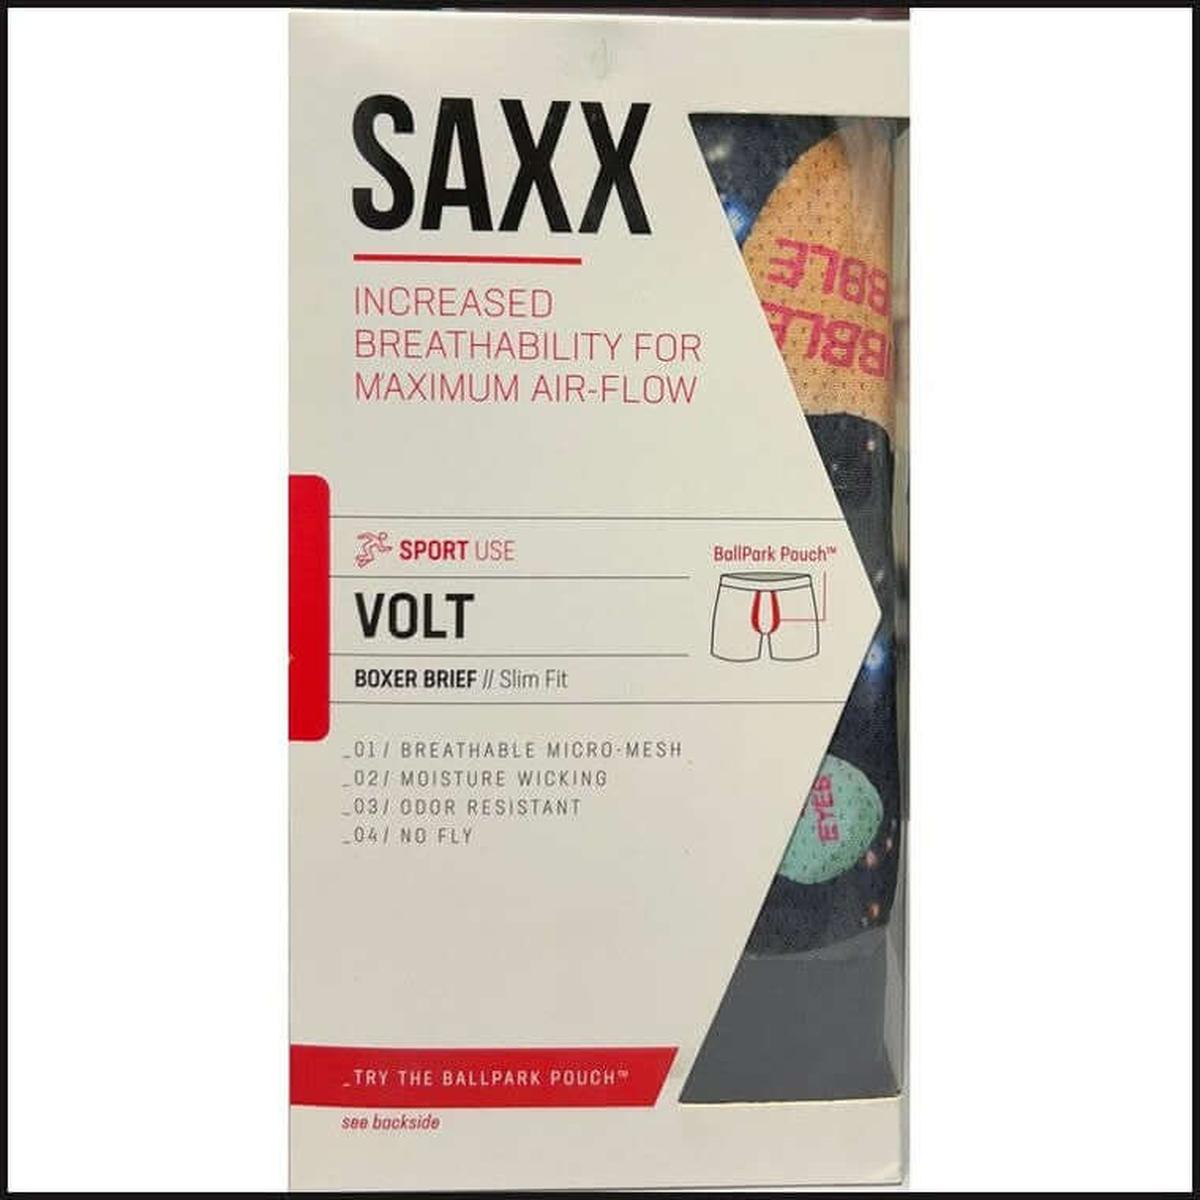 SAXX
INCREASED
BREATHABILITY FOR
MAXIMUM AIR-FLOW
SPORT USE
BallPark Pouch™
VOLT
BOXER BRIEF // Slim Fit
_01/ BREATHABLE MICRO-MESH
_02/ MOISTURE WICKING
_03/ ODOR RESISTANT
_04/ NO FLY
_TRY THE BALLPARK POUCH™
see backside